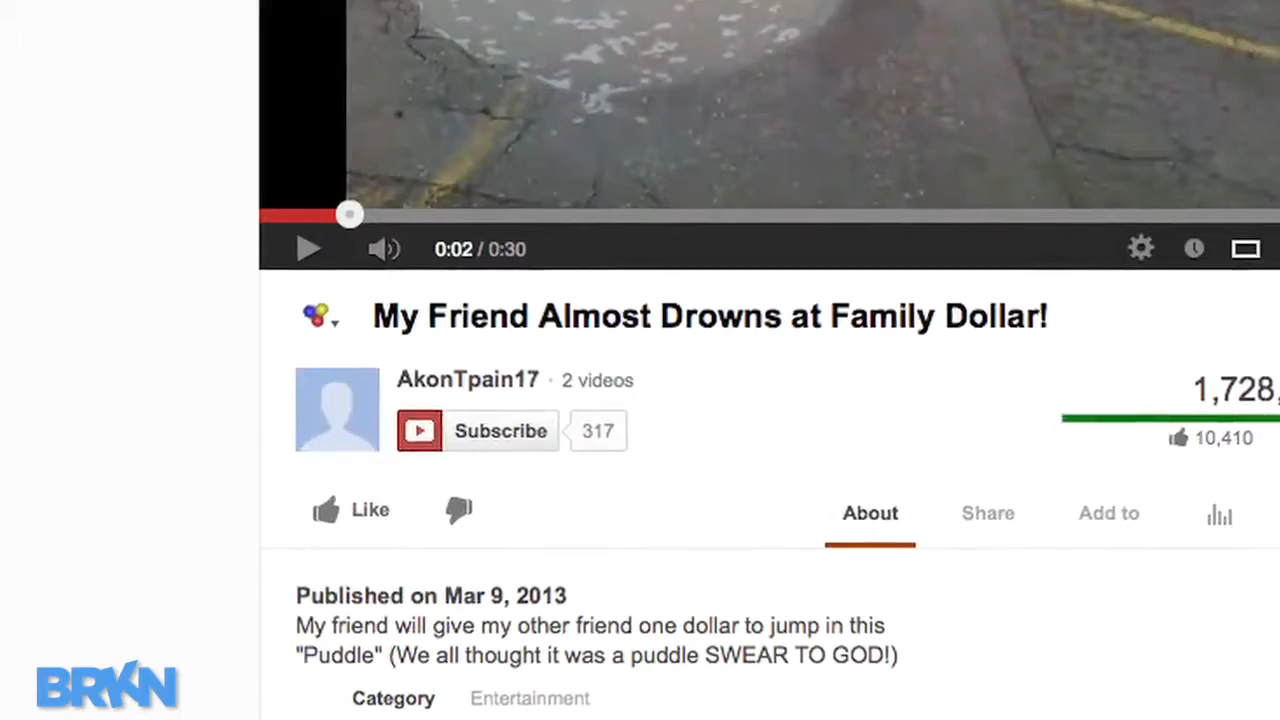 0:02 / 0:30
My Friend Almost Drowns at Family Dollar!
AkonTpain17 · 2 videos
Subscribe 317
1,728,
10,410
Like
About Share Add to
Published on Mar 9, 2013
My friend will give my other friend one dollar to jump in this
"Puddle" (We all thought it was a puddle SWEAR TO GOD!)
Category Entertainment
BRKN